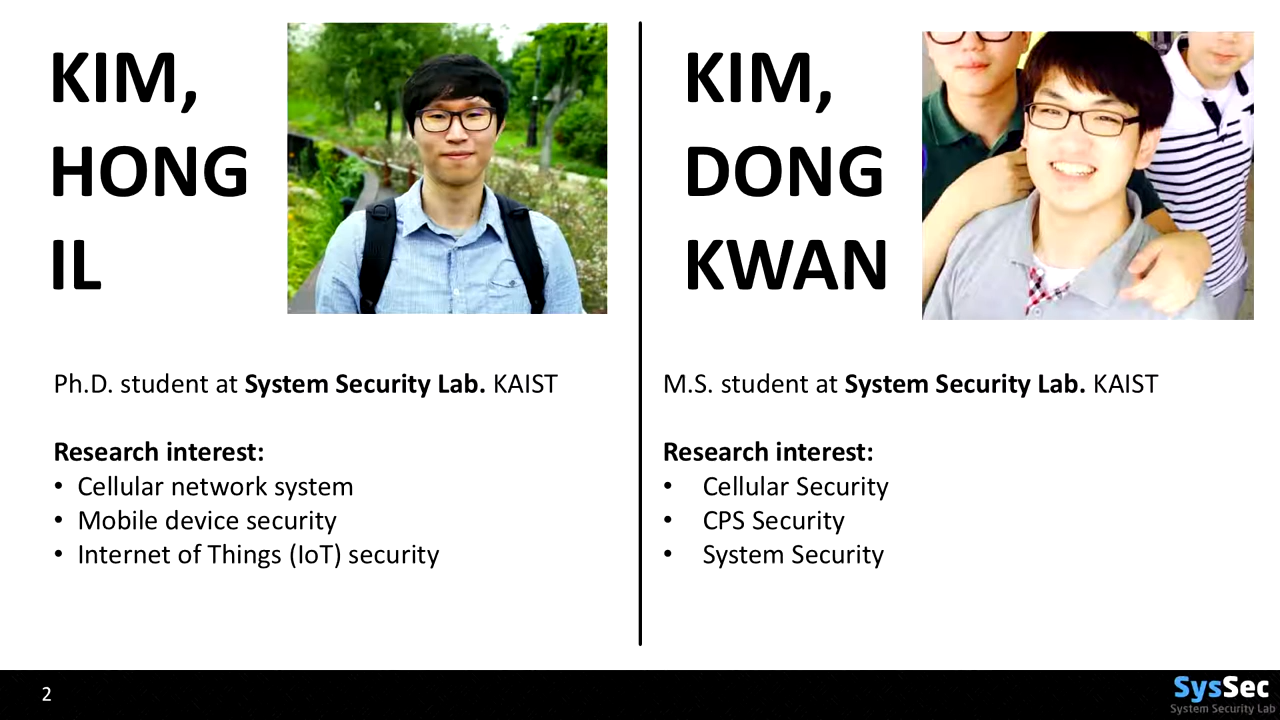 KIM,
HONG
IL
Ph.D. student at System Security Lab. KAIST
Research interest:
• Cellular network system
• Mobile device security
• Internet of Things (IoT) security
KIM,
DONG
KWAN
M.S. student at System Security Lab. KAIST
Research interest:
• Cellular Security
• CPS Security
• System Security
2
SysSec
System Security Lab